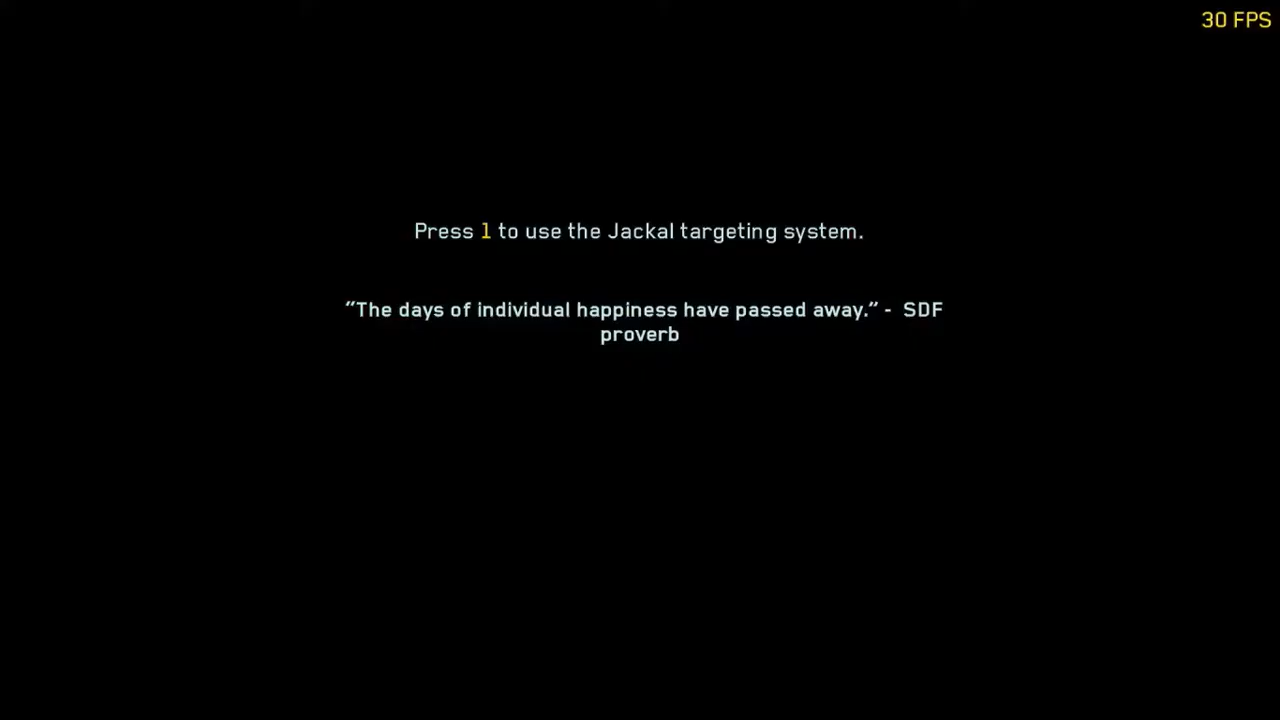 30 FPS
Press 1 to use the Jackal targeting system.
“The days of individual happiness have passed away.” - SDF
proverb